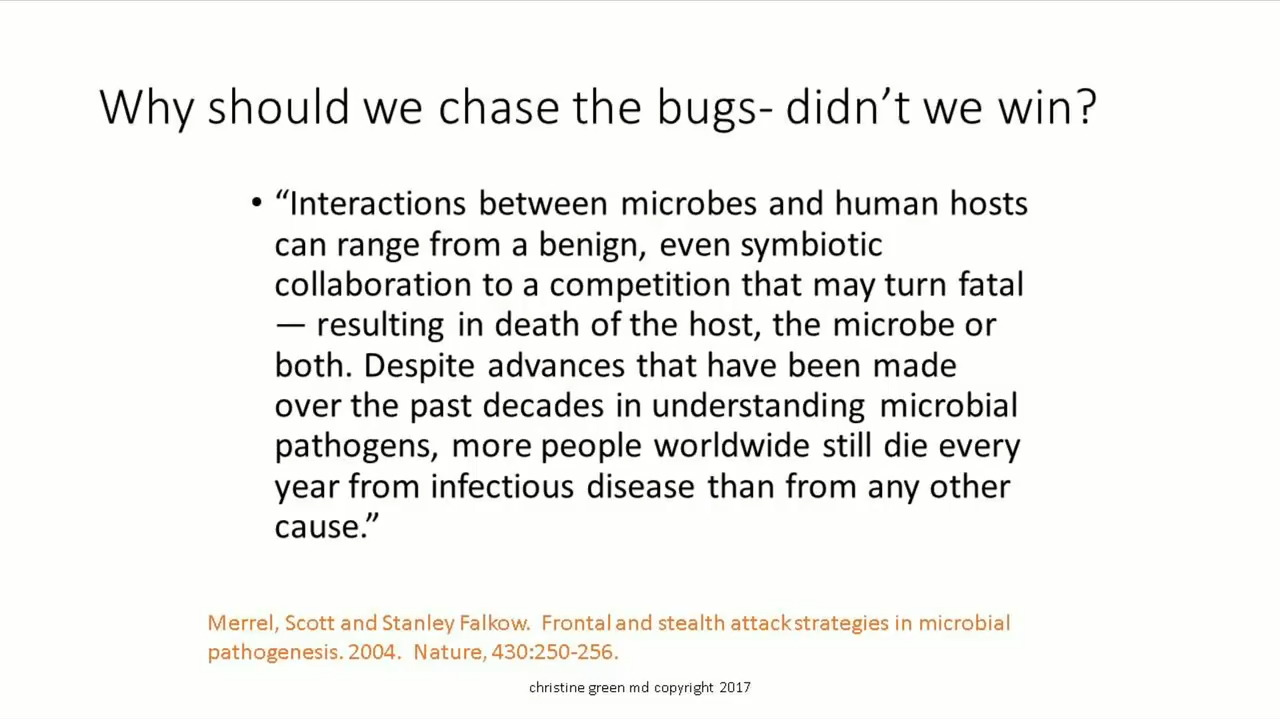 Why should we chase the bugs- didn’t we win?
• “Interactions between microbes and human hosts
can range from a benign, even symbiotic
collaboration to a competition that may turn fatal
— resulting in death of the host, the microbe or
both. Despite advances that have been made
over the past decades in understanding microbial
pathogens, more people worldwide still die every
year from infectious disease than from any other
cause.”
Merrel, Scott and Stanley Falkow. Frontal and stealth attack strategies in microbial
pathogenesis. 2004. Nature, 430:250-256.
christine green md copyright 2017